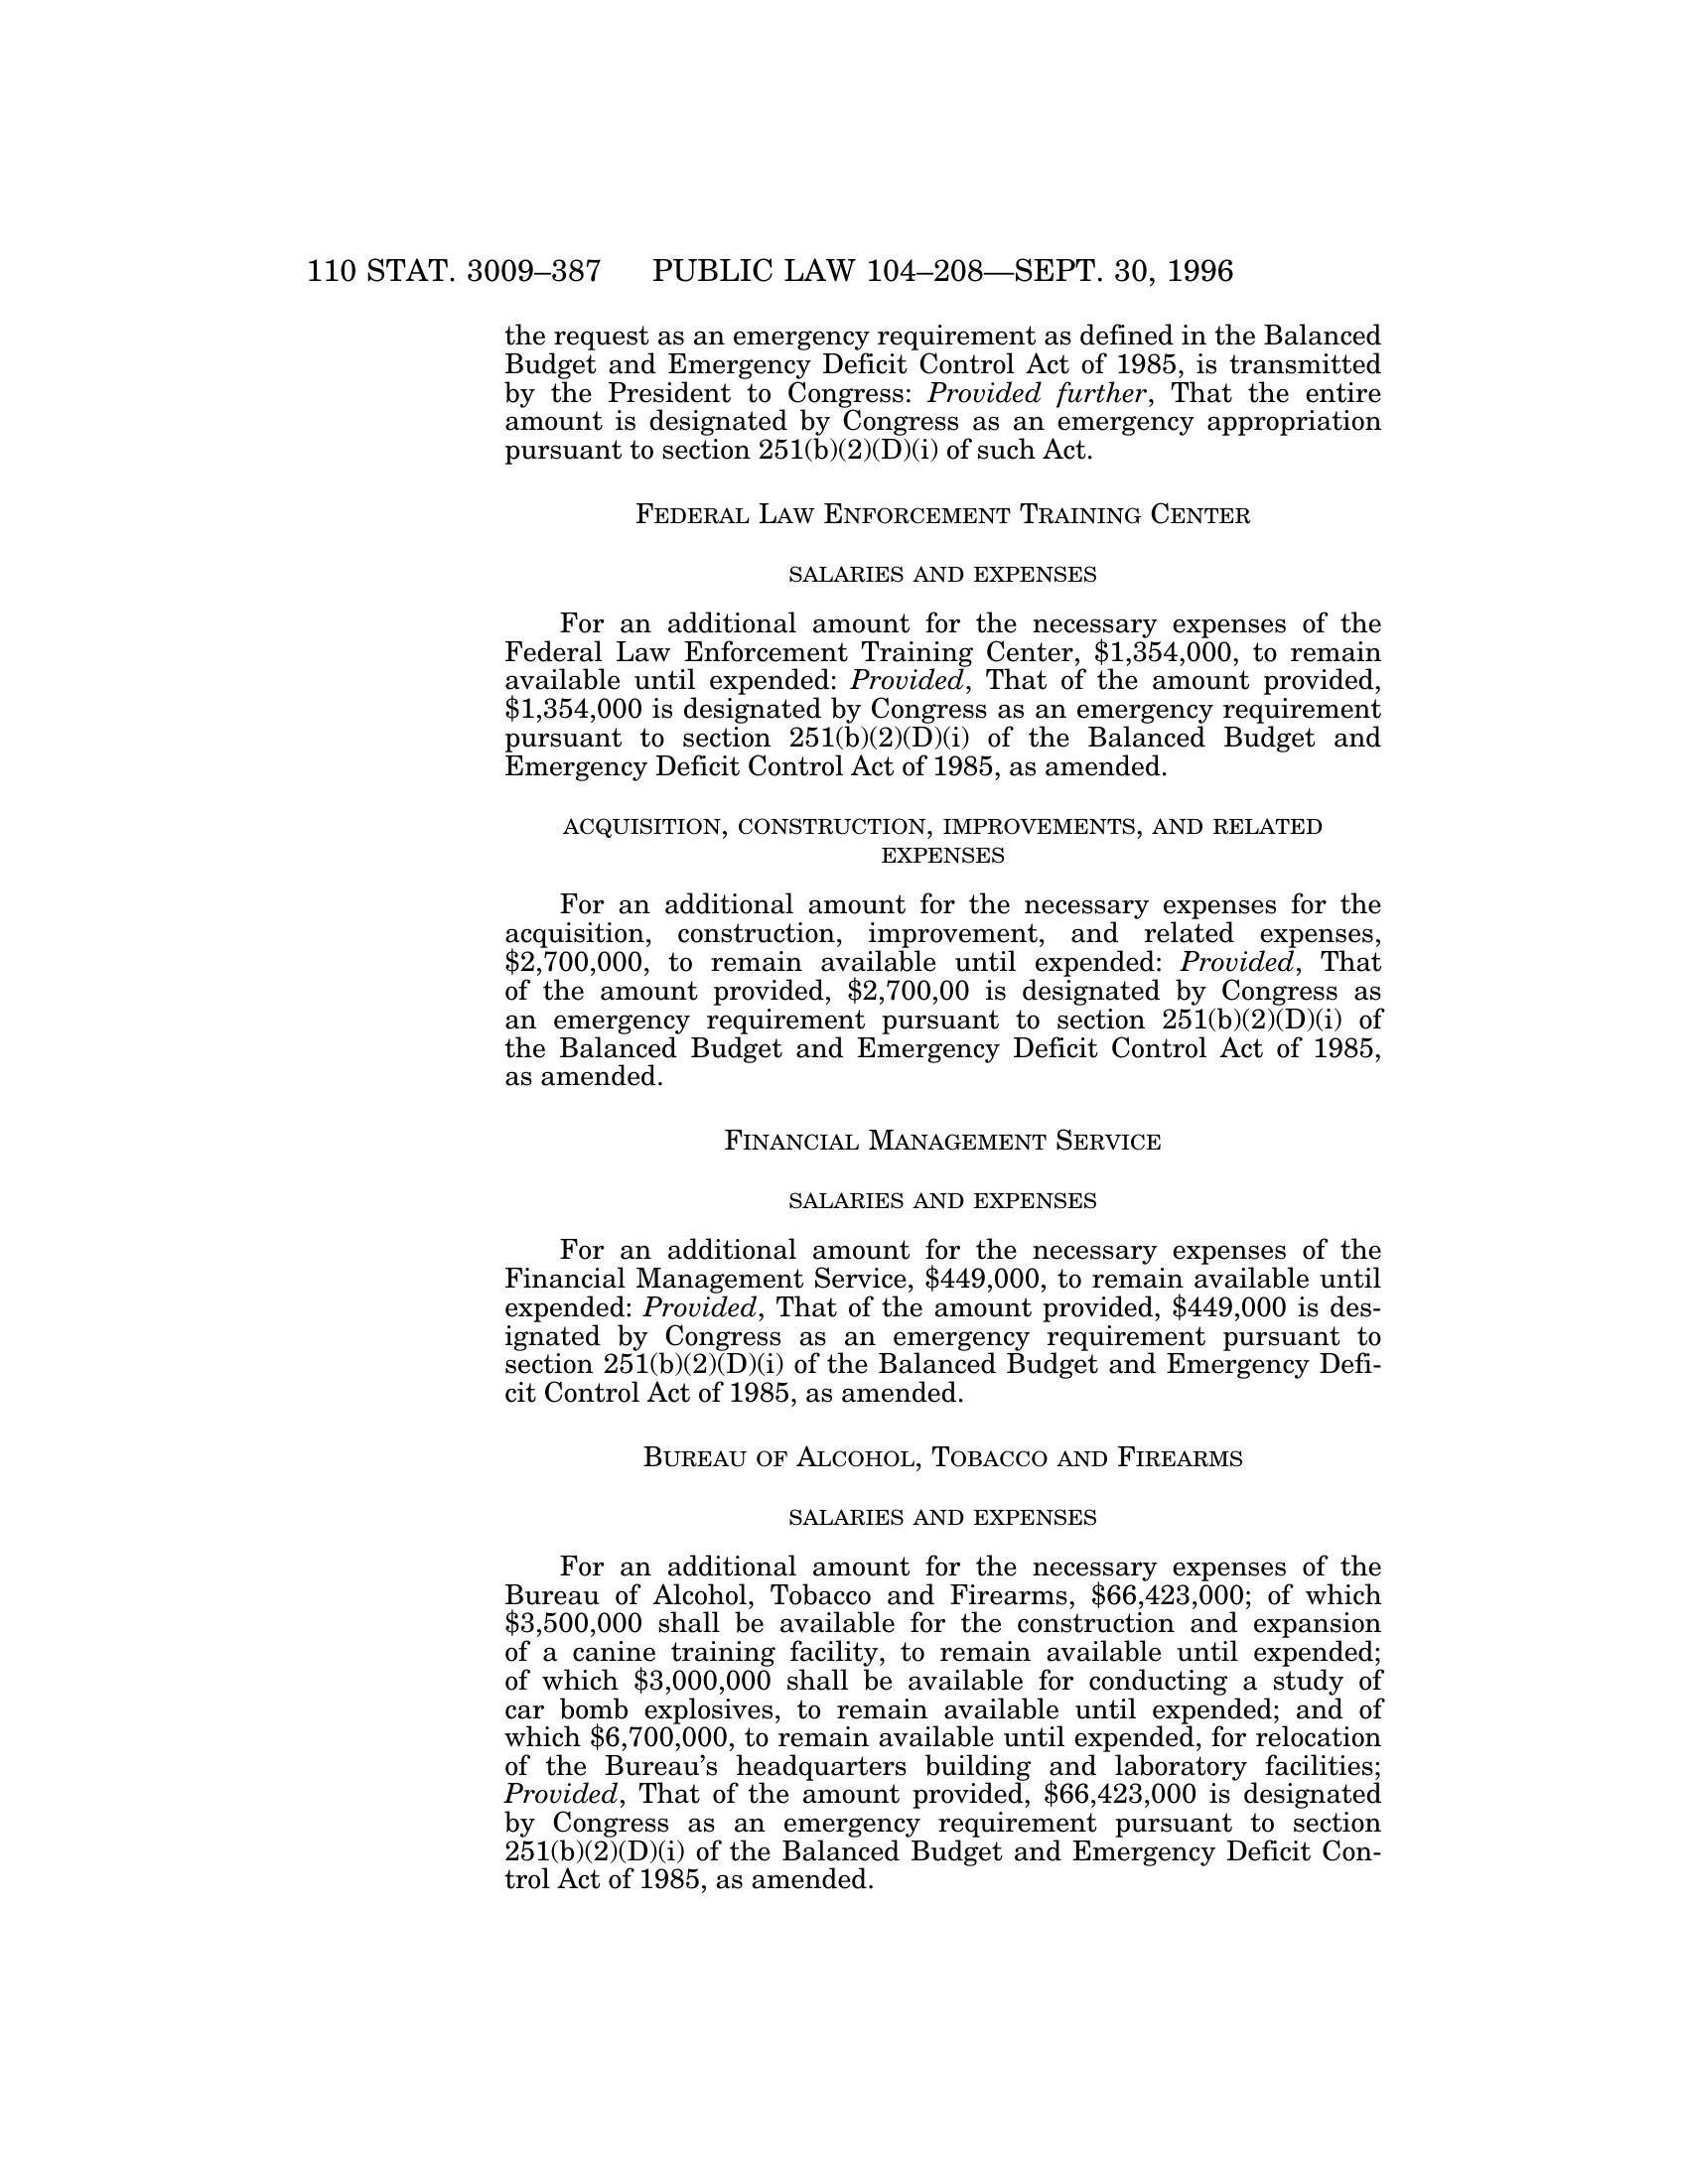 110 STAT. 3009–387 PUBLIC LAW 104–208—SEPT. 30, 1996
the request as an emergency requirement as defined in the Balanced
Budget and Emergency Deficit Control Act of 1985, is transmitted
by the President to Congress: Provided further, That the entire
amount is designated by Congress as an emergency appropriation
pursuant to section 251(b)(2)(D)(i) of such Act.
FEDERAL LAW ENFORCEMENT TRAINING CENTER
SALARIES AND EXPENSES
For an additional amount for the necessary expenses of the
Federal Law Enforcement Training Center, $1,354,000, to remain
available until expended: Provided, That of the amount provided,
$1,354,000 is designated by Congress as an emergency requirement
pursuant to section 251(b)(2)(D)(i) of the Balanced Budget and
Emergency Deficit Control Act of 1985, as amended.
ACQUISITION, CONSTRUCTION, IMPROVEMENTS, AND RELATED
EXPENSES
For an additional amount for the necessary expenses for the
acquisition, construction, improvement, and related expenses,
$2,700,000, to remain available until expended: Provided, That
of the amount provided, $2,700,00 is designated by Congress as
an emergency requirement pursuant to section 251(b)(2)(D)(i) of
the Balanced Budget and Emergency Deficit Control Act of 1985,
as amended.
FINANCIAL MANAGEMENT SERVICE
SALARIES AND EXPENSES
For an additional amount for the necessary expenses of the
Financial Management Service, $449,000, to remain available until
expended: Provided, That of the amount provided, $449,000 is des-
ignated by Congress as an emergency requirement pursuant to
section 251(b)(2)(D)(i) of the Balanced Budget and Emergency Defi-
cit Control Act of 1985, as amended.
BUREAU OF ALCOHOL, TOBACCO AND FIREARMS
SALARIES AND EXPENSES
For an additional amount for the necessary expenses of the
Bureau of Alcohol, Tobacco and Firearms, $66,423,000; of which
$3,500,000 shall be available for the construction and expansion
of a canine training facility, to remain available until expended;
of which $3,000,000 shall be available for conducting a study of
car bomb explosives, to remain available until expended; and of
which $6,700,000, to remain available until expended, for relocation
of the Bureau's headquarters building and laboratory facilities;
Provided, That of the amount provided, $66,423,000 is designated
by Congress as an emergency requirement pursuant to section
251(b)(2)(D)(i) of the Balanced Budget and Emergency Deficit Con-
trol Act of 1985, as amended.